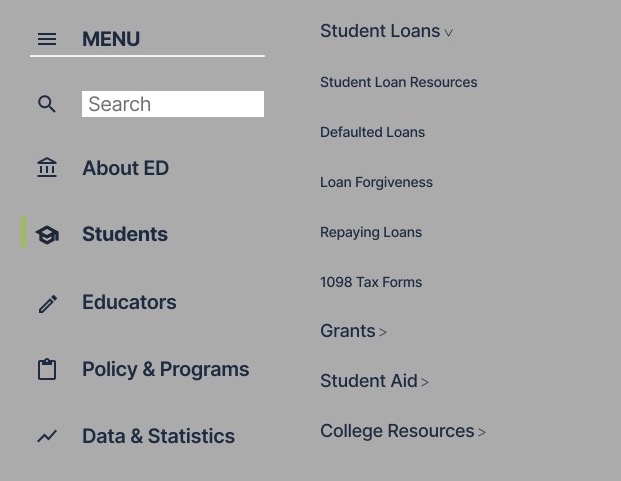 MENU
Search
About ED
Students
Educators
Policy & Programs
Data & Statistics
Student Loans
Student Loan Resources
Defaulted Loans
Loan Forgiveness
Repaying Loans
1098 Tax Forms
Grants >
Student Aid >
College Resources >